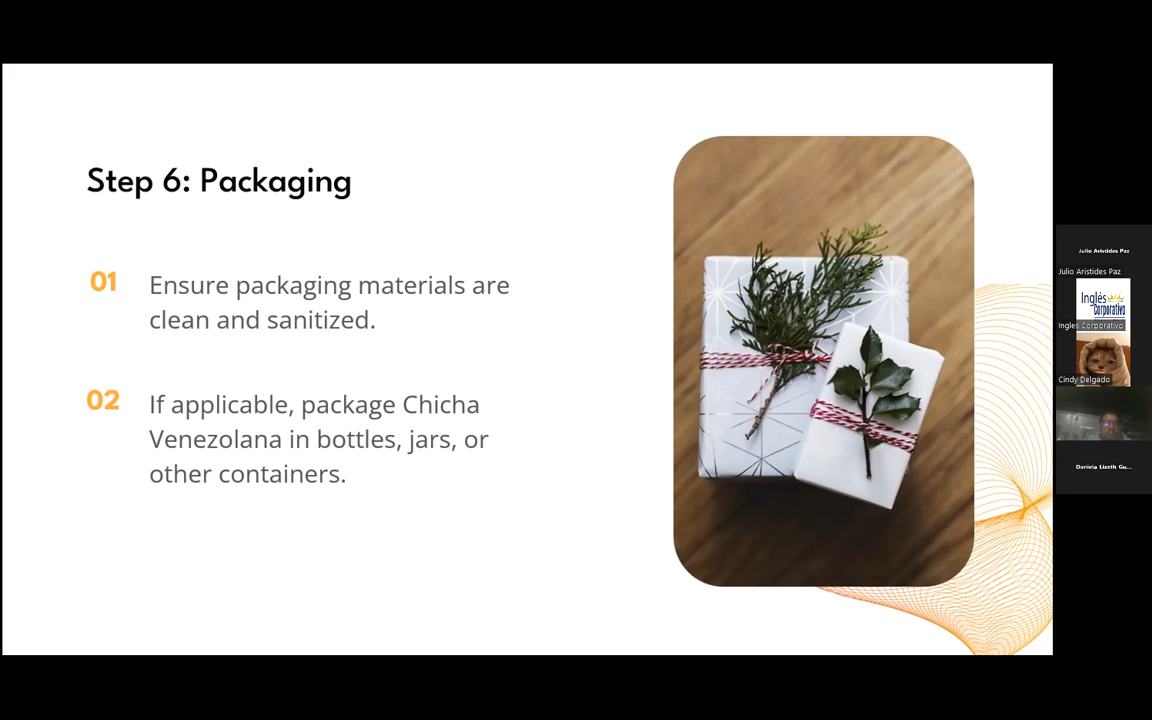 Step 6: Packaging
01
Ensure packaging materials are
clean and sanitized.
02
If applicable, package Chicha
Venezolana in bottles, jars, or
other containers.
Julio Aristides Paz
Julio Aristides Paz
Inglés
Corporativo
Ingles Corporativo
Cindy Delgado
Daniela Lizeth Gu...